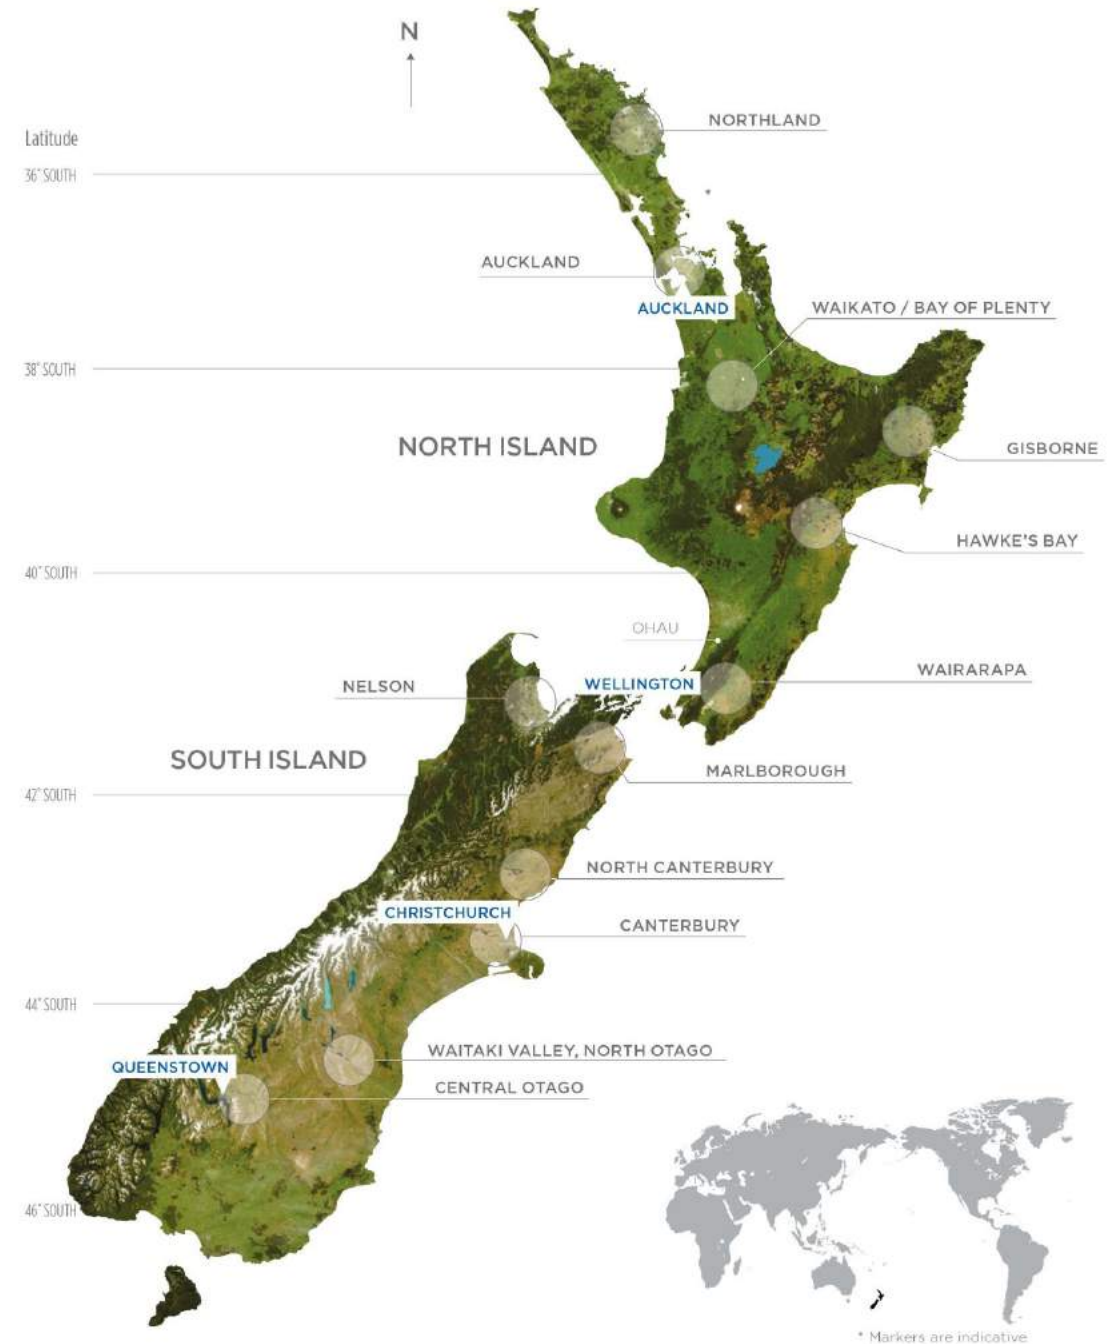 N
NORTHLAND
Latitude
36° SOUTH
AUCKLAND
AUCKLAND
WAIKATO / BAY OF PLENTY
38° SOUTH
NORTH ISLAND
GISBORNE
HAWKE'S BAY
40° SOUTH
OHAU
WAIRARAPA
WELLINGTON
NELSON
SOUTH ISLAND
MARLBOROUGH
42° SOUTH
NORTH CANTERBURY
CHRISTCHURCH
CANTERBURY
44° SOUTH
WAITAKI VALLEY, NORTH OTAGO
QUEENSTOWN
CENTRAL OTAGO
46° SOUTH
* Markers are indicative